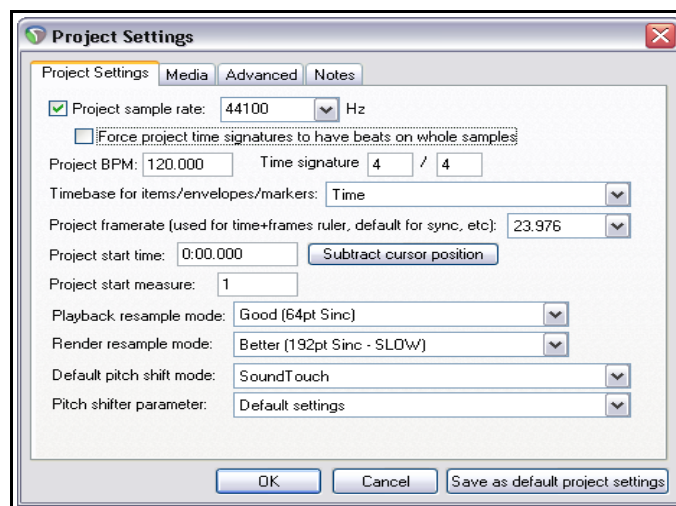 Project Settings
Project Settings Media Advanced Notes
Project sample rate: 44100 Hz
Force project time signatures to have beats on whole samples
Project BPM: 120.000 Time signature 4 / 4
Timebase for items/envelopes/markers: Time
Project framerate (used for time+frames ruler, default for sync, etc): 23.976
Project start time: 0:00.000 Subtract cursor position
Project start measure: 1
Playback resample mode: Good (64pt Sinc)
Render resample mode: Better (192pt Sinc - SLOW)
Default pitch shift mode: SoundTouch
Pitch shifter parameter: Default settings
OK Cancel Save as default project settings